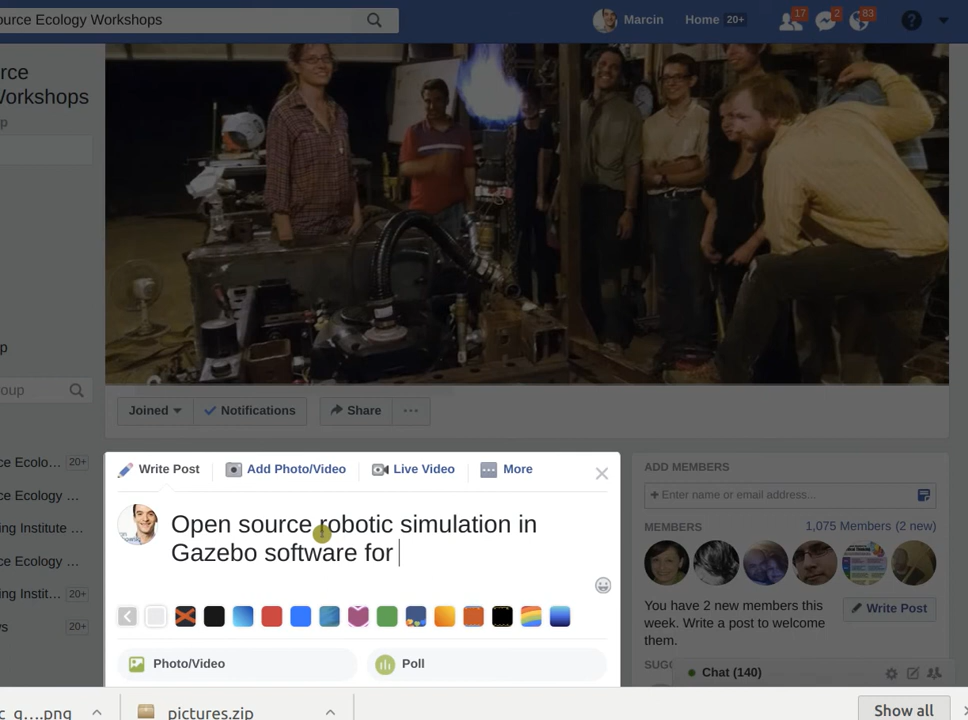 ource Ecology Workshops
Marcin
Home 20+
17
2
83
rce
Workshops
p
Joined
Notifications
Share
oup
ce Ecolo... 20+
ce Ecology ...
ing Institute ...
ce Ecology ...
ing Instit... 20+
s 20+
Write Post
Add Photo/Video
Live Video
More
Open source robotic simulation in
Gazebo software for
Photo/Video
Poll
ADD MEMBERS
+ Enter name or email address...
MEMBERS
1,075 Members (2 new)
You have 2 new members this
week. Write a post to welcome
them.
Write Post
SUGG
Chat (140)
c_g....png
pictures.zip
Show all